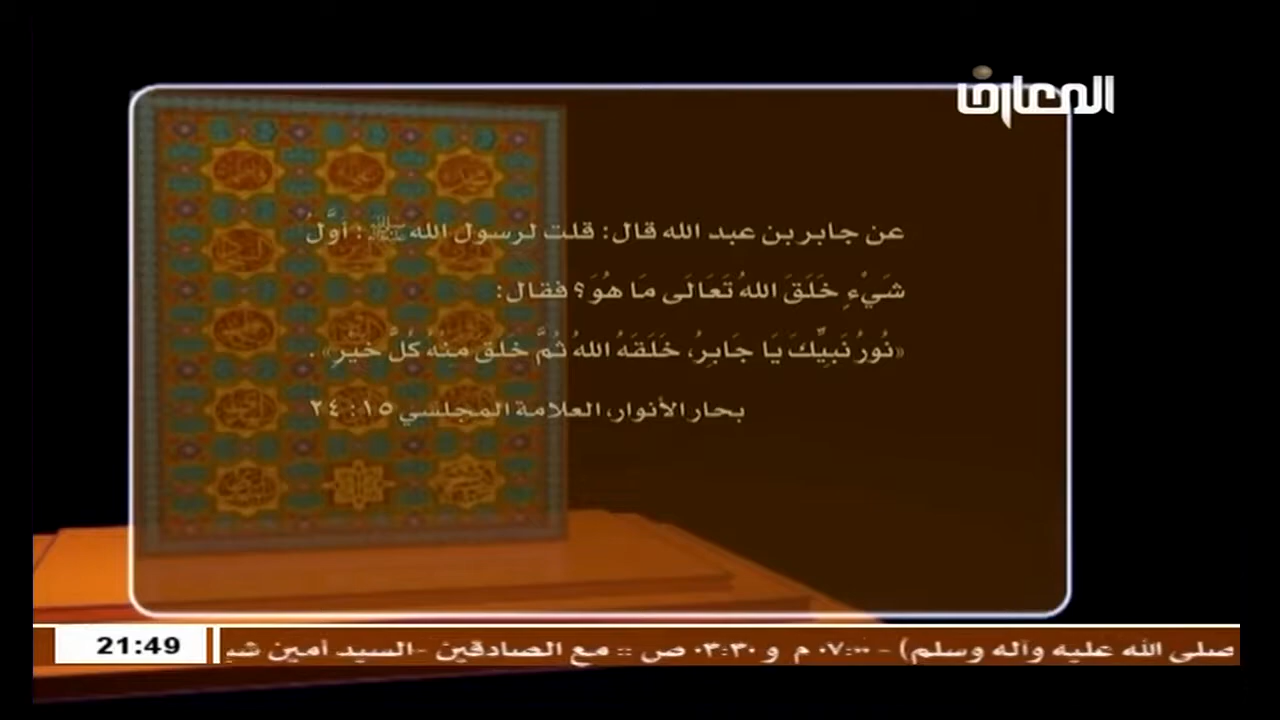 المعارف
عن جابر بن عبد الله قال: قلت لرسول الله ﷺ: أوَّلُ
شَيْءٍ خَلَقَ اللهُ تَعَالَى مَا هُوَ؟ فقال:
«نُورُ نَبِيِّكَ يَا جَابِرُ، خَلَقَهُ اللهُ ثُمَّ خَلَقَ مِنْهُ كُلَّ خَيْرٍ».
بحار الأنوار، العلامة المجلسي ١٥: ٢٤
صلى الله عليه وآله وسلم) - ٠٧:٠٠ م و ٠٣:٣٠ ص :: مع الصادقين -السيد أمين شب
21:49